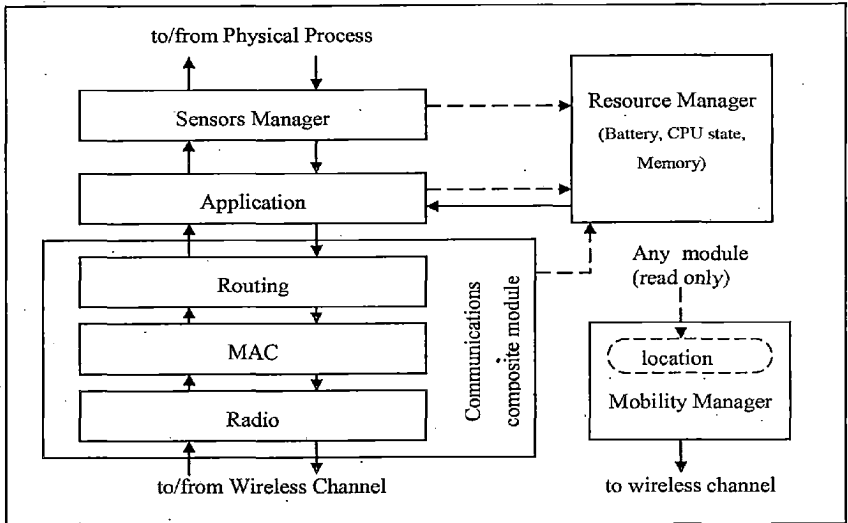 to/from Physical Process
Sensors Manager
Application
Routing
MAC
Radio
Communications
composite module
to/from Wireless Channel
Resource Manager
(Battery, CPU state,
Memory)
Any module
(read only)
location
Mobility Manager
to wireless channel